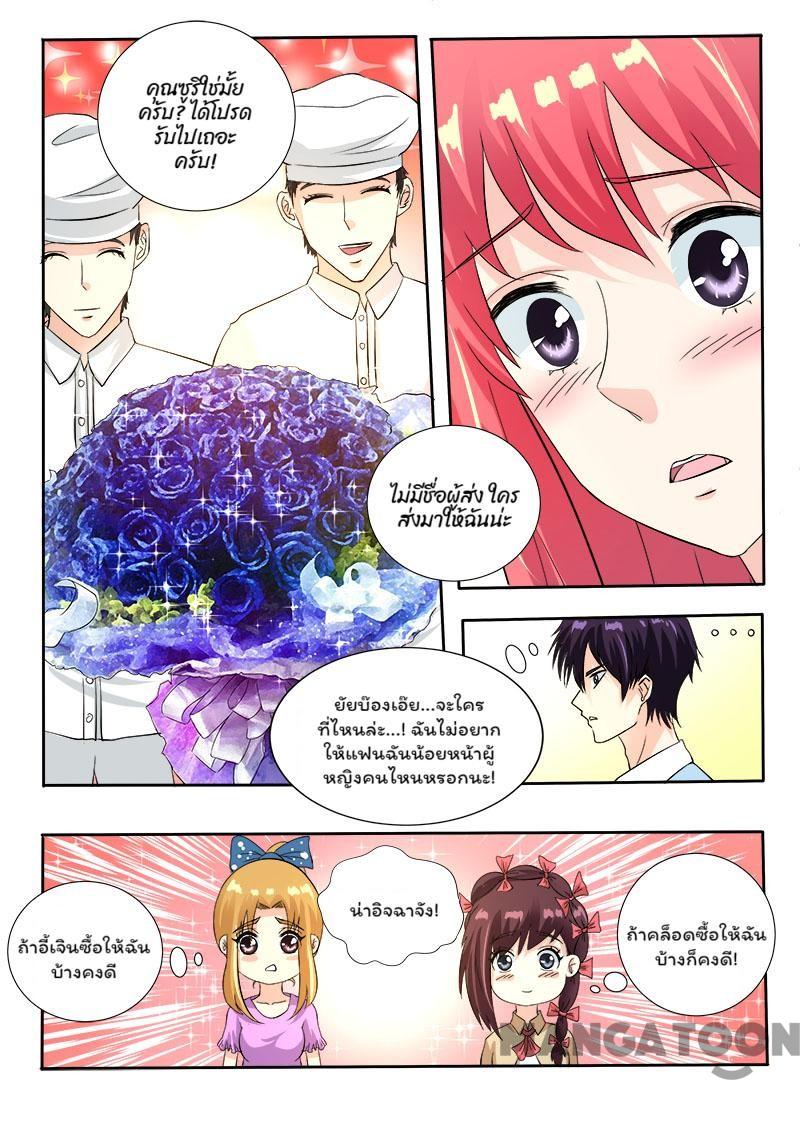 คุณซูรีใช่มั้ย
ครับ? ได้โปรด
รับไปเถอะ
ครับ!
ไม่มีชื่อผู้ส่ง ใคร
ส่งมาให้ฉันน่ะ
ยัยบ๊องเอ๊ย...จะใคร
ที่ไหนล่ะ...! ฉันไม่อยาก
ให้แฟนฉันน้อยหน้าผู้
หญิงคนไหนหรอกนะ!
ถ้าอี้เจินซื้อให้ฉัน
บ้างคงดี
น่าอิจฉาจัง!
ถ้าคล็อดซื้อให้ฉัน
บ้างก็คงดี!
MANGATOON